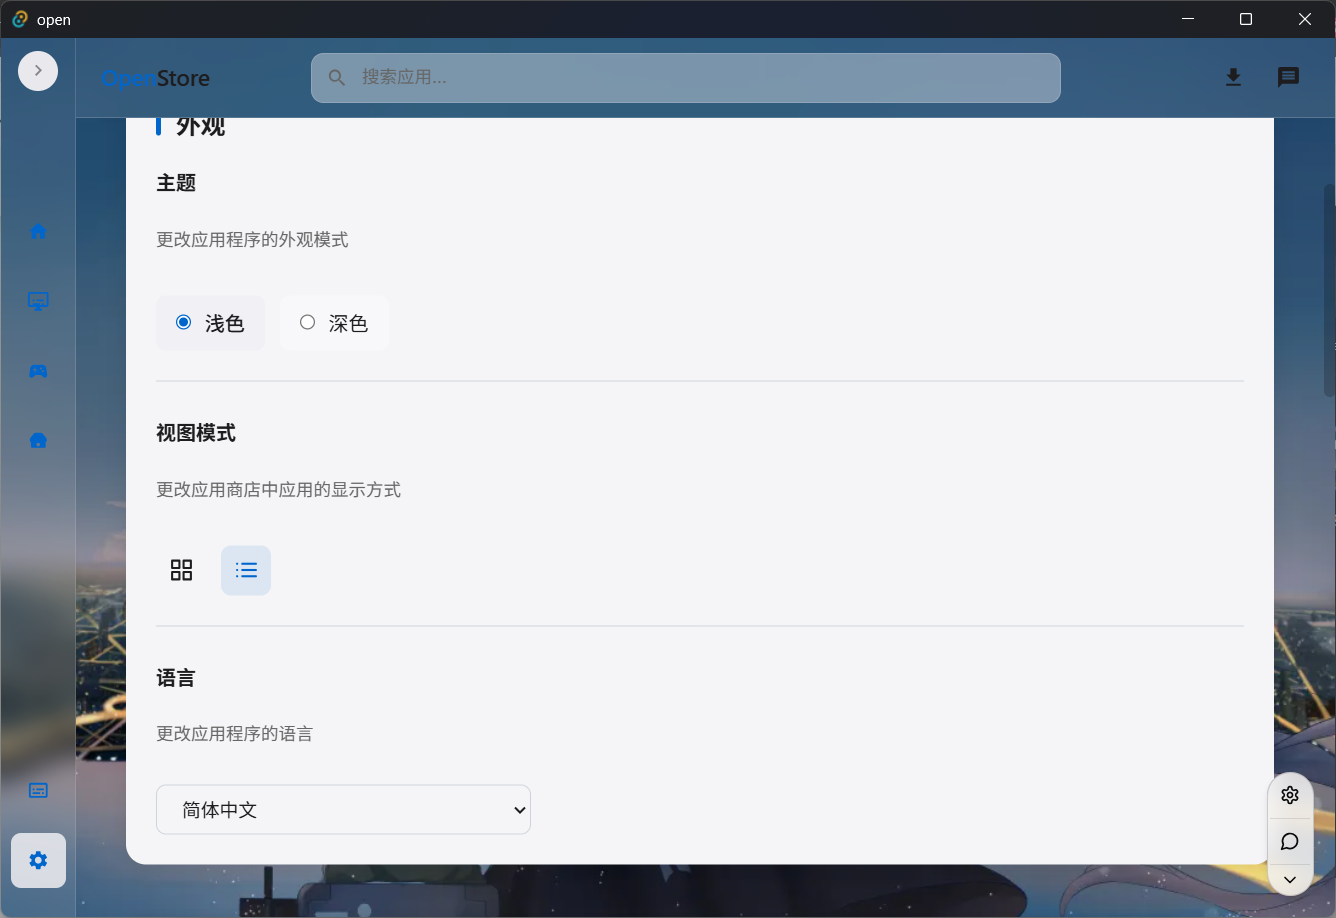 open
OpenStore
搜索应用...
外观
主题
更改应用程序的外观模式
浅色
深色
视图模式
更改应用商店中应用的显示方式
语言
更改应用程序的语言
简体中文